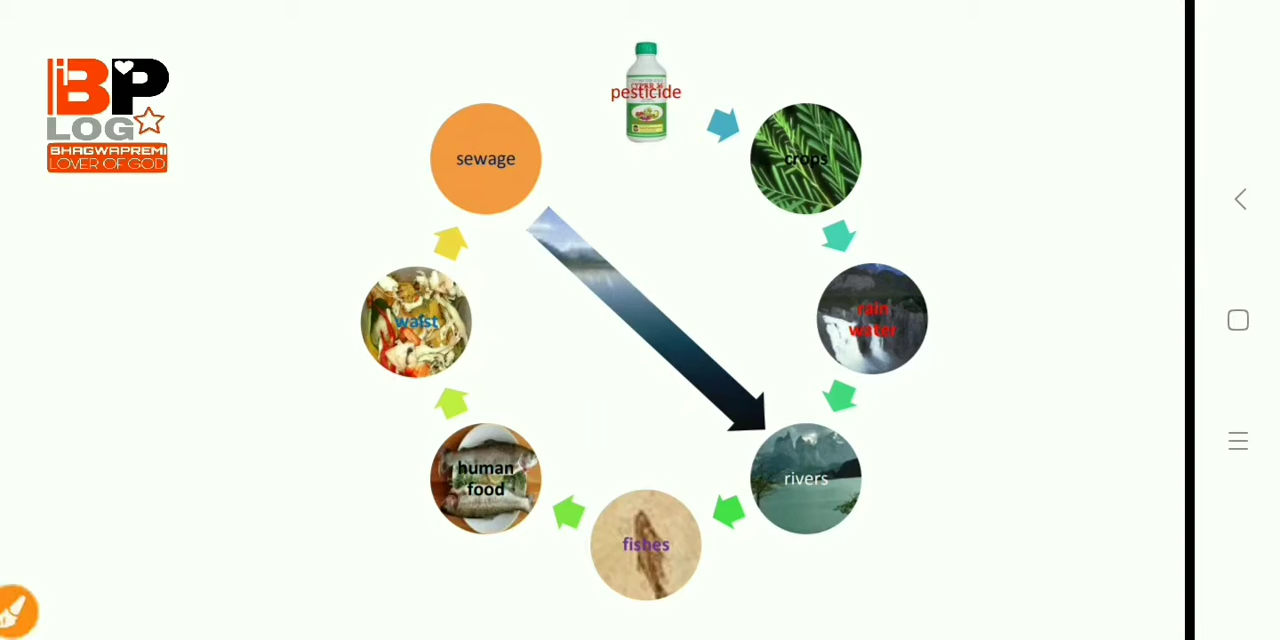 BP
LOG
BHAGWAPREMI
LOVER OF GOD
pesticide
crops
rain
water
rivers
fishes
human
food
waist
sewage